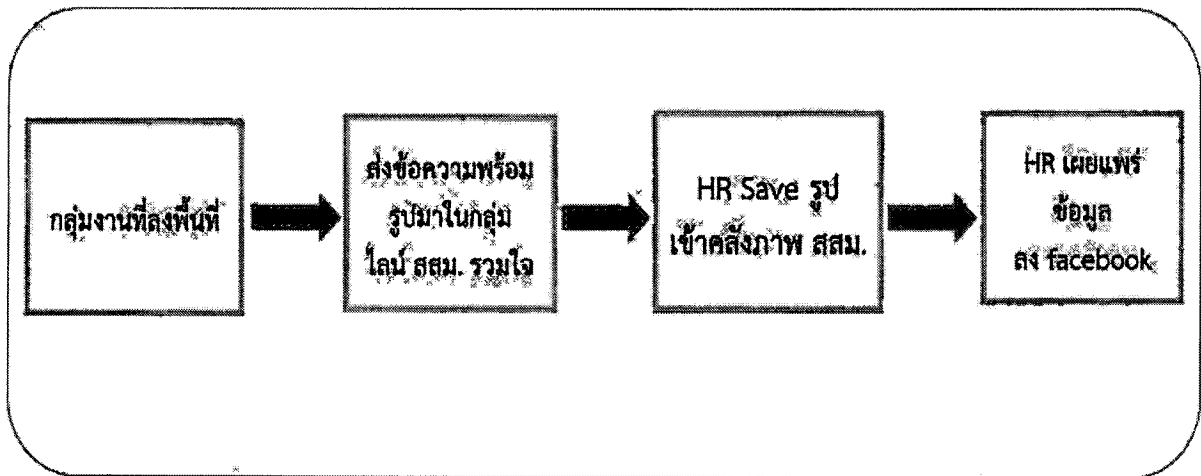 กลุ่มงานที่ลงพื้นที่
ส่งข้อความพร้อม
รูปมาในกลุ่ม
ไลน์ สสม. รวมใจ
HR Save รูป
เข้าคลังภาพ สสม.
HR เผยแพร่
ข้อมูล
ลง facebook